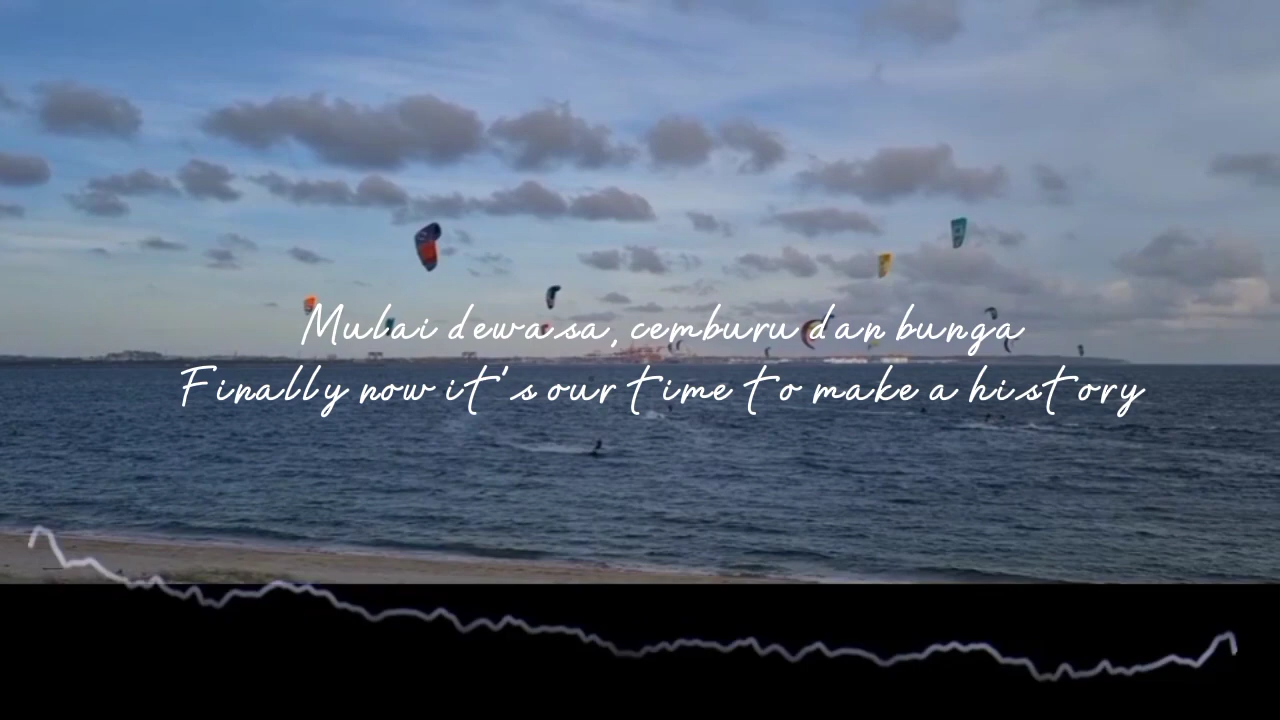 Mulai dewasa, cemburu dan bunga
Finally now it's our time to make a history